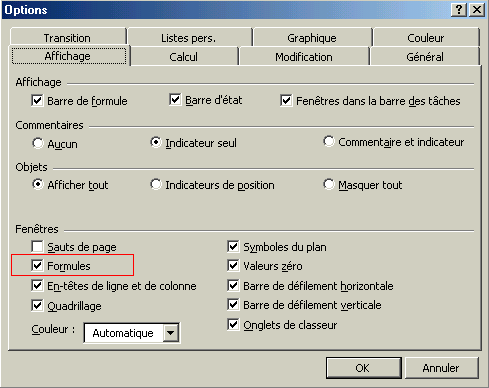 Options
Transition Listes pers. Graphique Couleur
Affichage Calcul Modification Général
Affichage
Barre de formule Barre d'état Fenêtres dans la barre des tâches
Commentaires
Aucun Indicateur seul Commentaire et indicateur
Objets
Afficher tout Indicateurs de position Masquer tout
Fenêtres
Sauts de page Symboles du plan
Formules Valeurs zéro
En-têtes de ligne et de colonne Barre de défilement horizontale
Quadrillage Barre de défilement verticale
Couleur : Automatique Onglets de classeur
OK Annuler